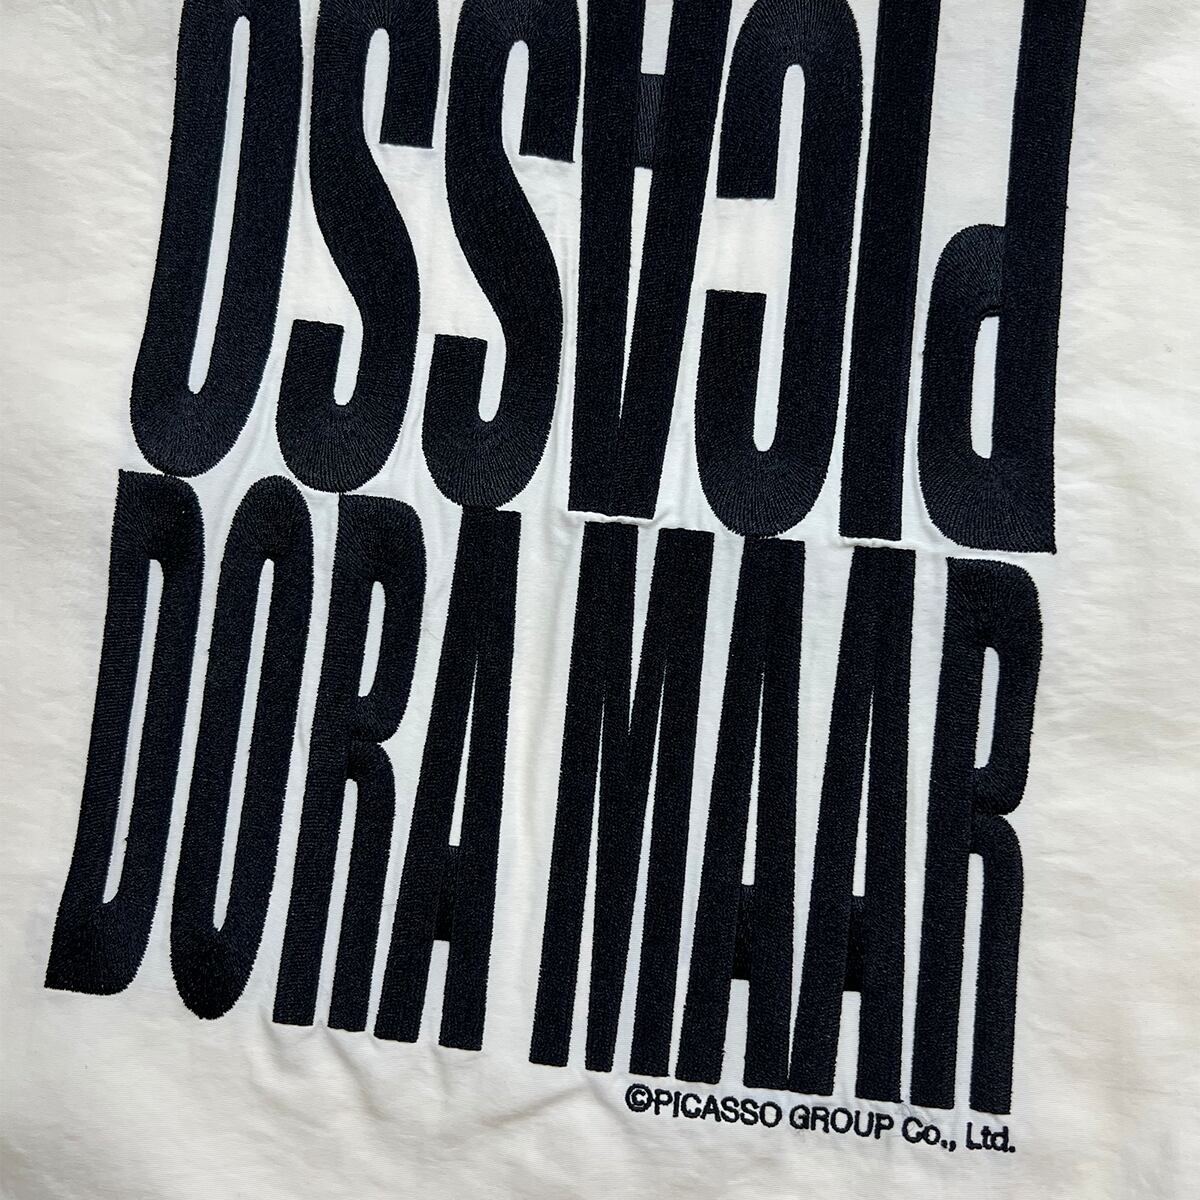 PICASSO
DORA MAAR
©PICASSO GROUP Co., Ltd.